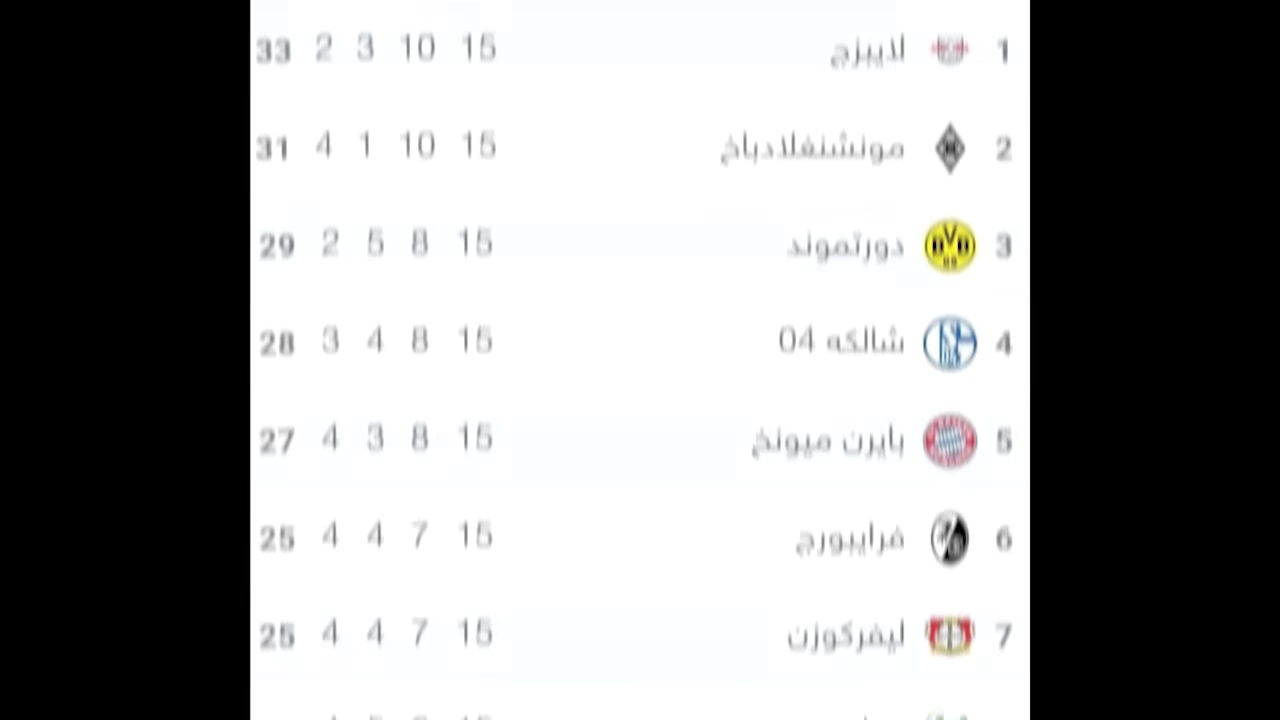 1 لايبزج 15 10 3 2 33
2 مونشنغلادباخ 15 10 1 4 31
3 دورتموند 15 8 5 2 29
4 شالكه 04 15 8 4 3 28
5 بايرن ميونخ 15 8 3 4 27
6 فرايبورج 15 7 4 4 25
7 ليفركوزن 15 7 4 4 25